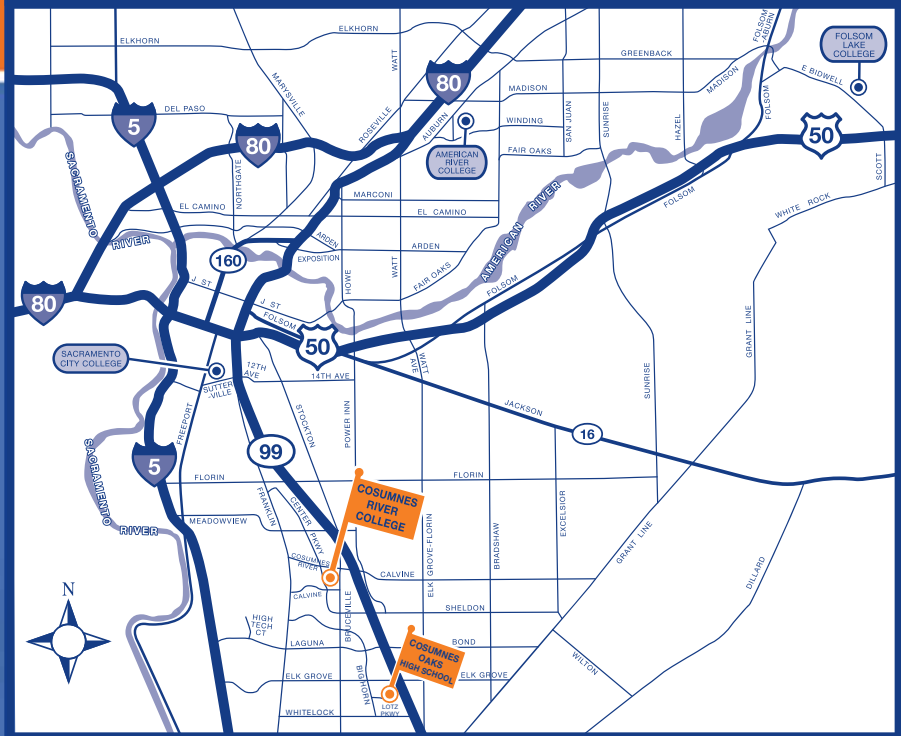 ELKHORN
ELKHORN
WATT
FOLSOM
-AUBURN
FOLSOM
LAKE
COLLEGE
GREENBACK
E BIDWELL
MADISON
MADISON
80
MARYSVILLE
ROSEVILLE
AUBURN
SAN JUAN
SUNRISE
HAZEL
FOLSOM
DEL PASO
5
80
WINDING
50
AMERICAN
RIVER
COLLEGE
FAIR OAKS
SCOTT
SACRAMENTO
RIVER
NORTHGATE
MARCONI
EL CAMINO
EL CAMINO
AMERICAN RIVER
FOLSOM
WHITE ROCK
ARDEN
ARDEN
EXPOSITION
160
HOWE
WATT
FAIR OAKS
FOLSOM
80
J ST
J ST
FOLSOM
50
GRANT LINE
SACRAMENTO
CITY COLLEGE
12TH
AVE
14TH AVE
WATT
AVE
SUTTER
-VILLE
SUNRISE
FREEPORT
STOCKTON
POWER INN
JACKSON
16
99
5
SACRAMENTO
RIVER
FLORIN
FLORIN
COSUMNES
RIVER
COLLEGE
FRANKLIN
CENTER PKWY
MEADOWVIEW
ELK GROVE-FLORIN
BRADSHAW
EXCELSIOR
GRANT LINE
DILLARD
COSUMNES
RIVER
CALVINE
CALVINE
N
BRUCEVILLE
SHELDON
HIGH
TECH
CT
LAGUNA
BOND
COSUMNES
OAKS
HIGH SCHOOL
WILTON
ELK GROVE
ELK GROVE
BIGHORN
LOTZ
PKWY
WHITELOCK